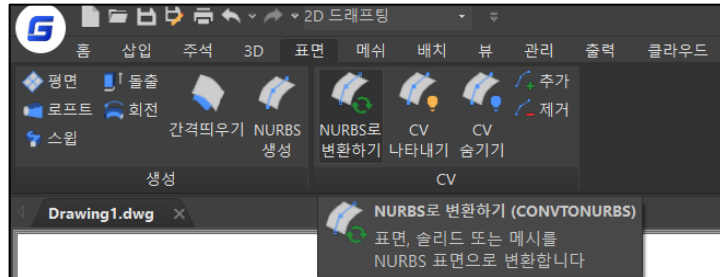 2D 드래프팅
홈 삽입 주석 3D 표면 메쉬 배치 뷰 관리 출력 클라우드
평면 돌출
로프트 회전
스윕
간격띄우기
NURBS
생성
NURBS로
변환하기
CV
나타내기
CV
숨기기
추가
제거
생성
CV
Drawing1.dwg
NURBS로 변환하기 (CONVTONURBS)
표면, 솔리드 또는 메시를
NURBS 표면으로 변환합니다